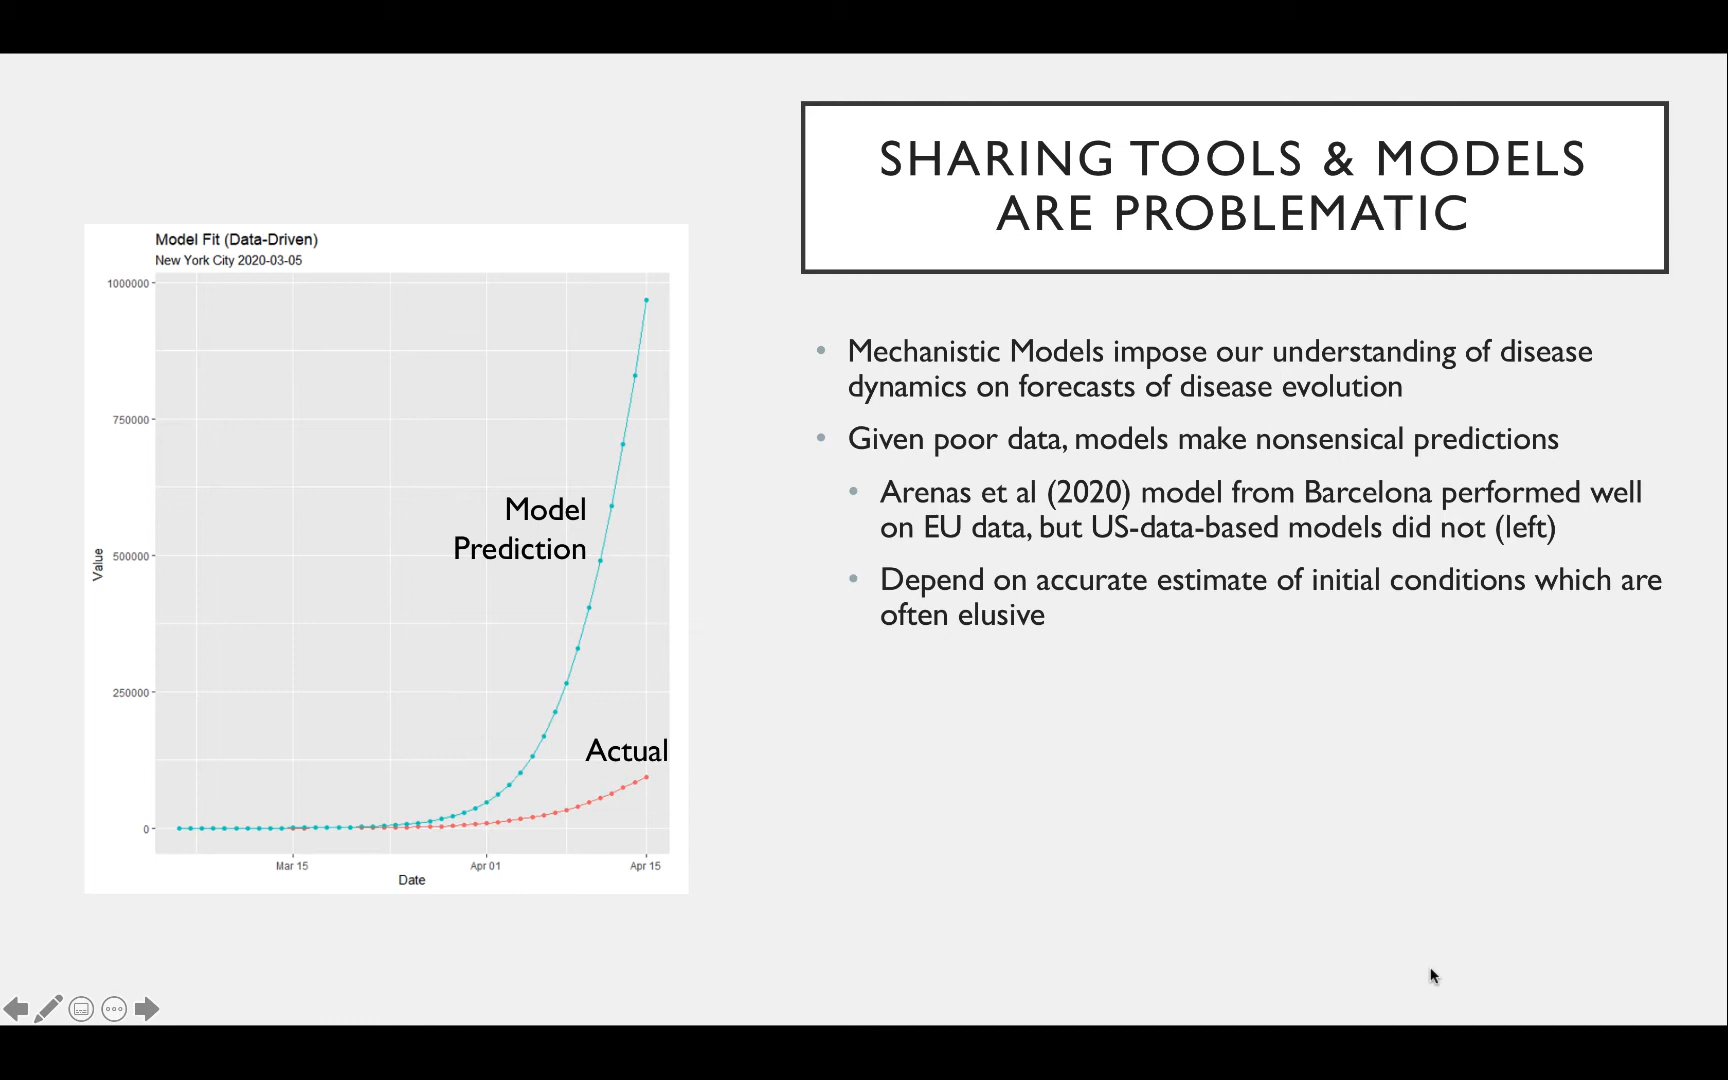 SHARING TOOLS & MODELS
ARE PROBLEMATIC
Model Fit (Data-Driven)
New York City 2020-03-05
1000000
750000
500000
250000
0
Value
Model
Prediction
Actual
Mar 15
Apr 01
Apr 15
Date
• Mechanistic Models impose our understanding of disease
dynamics on forecasts of disease evolution
• Given poor data, models make nonsensical predictions
• Arenas et al (2020) model from Barcelona performed well
on EU data, but US-data-based models did not (left)
• Depend on accurate estimate of initial conditions which are
often elusive